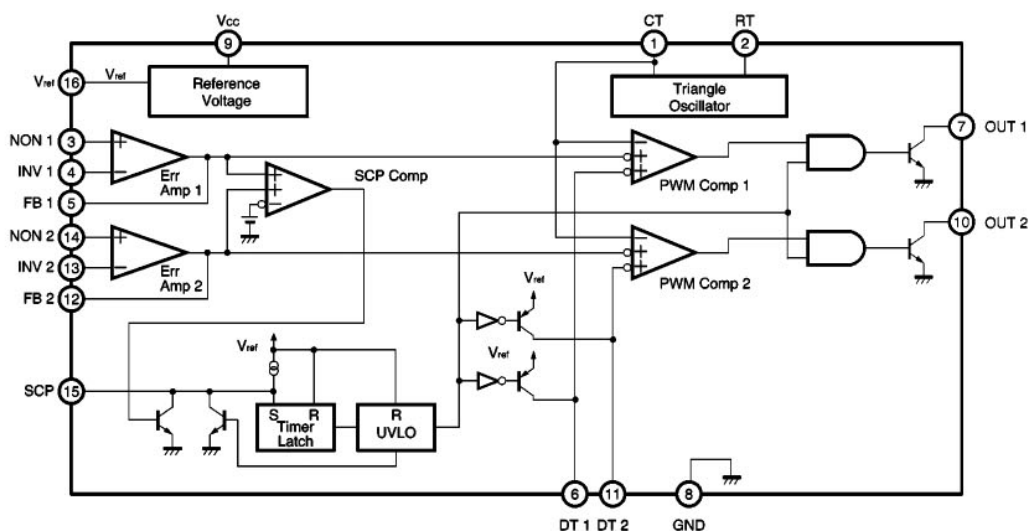 Vcc
CT
RT
9
1
2
Vref
16
Vref
Reference
Voltage
Triangle
Oscillator
NON 1
3
+
7
OUT 1
INV 1
4
−
Err
Amp 1
SCP Comp
−
+
+
PWM Comp 1
FB 1
5
+
+
−
NON 2
14
+
10
OUT 2
INV 2
13
−
Err
Amp 2
−
+
+
PWM Comp 2
FB 2
12
Vref
Vref
Vref
SCP
15
S
R
Timer
Latch
R
UVLO
6
11
8
DT 1
DT 2
GND